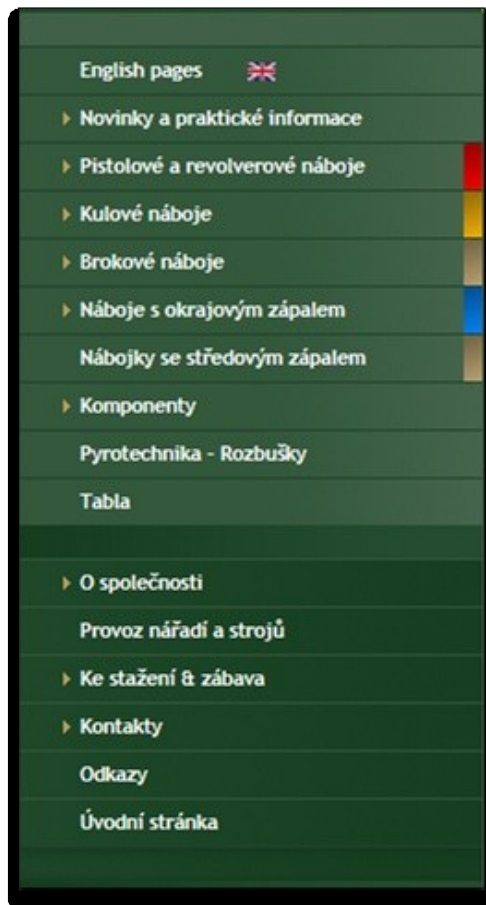 English pages
Novinky a praktické informace
Pistolové a revolverové náboje
Kulové náboje
Brokové náboje
Náboje s okrajovým zápalem
Nábojky se středovým zápalem
Komponenty
Pyrotechnika - Rozbušky
Tabla
O společnosti
Provoz nářadí a strojů
Ke stažení & zábava
Kontakty
Odkazy
Úvodní stránka